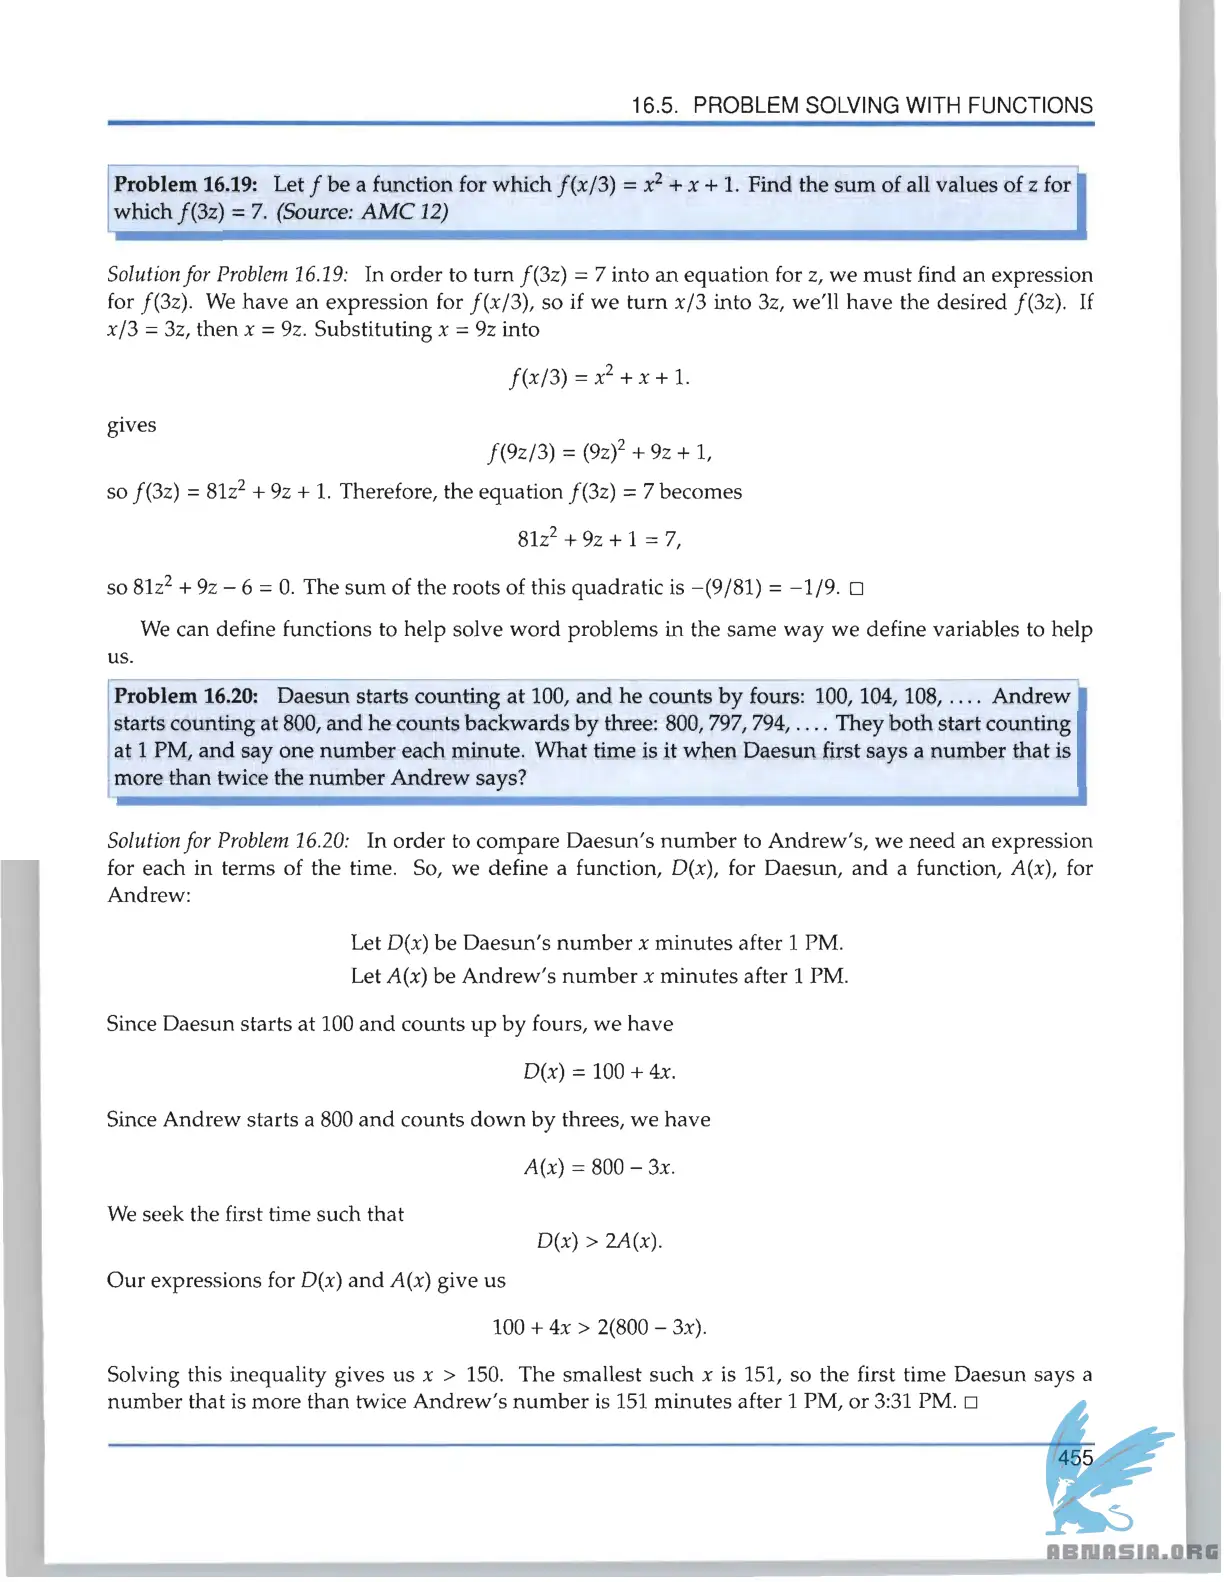 16.5. PROBLEM SOLVING WITH FUNCTIONS
Problem 16.19: Let f be a function for which f(x/3) = x² + x + 1. Find the sum of all values of z for
which f(3z) = 7. (Source: AMC 12)
Solution for Problem 16.19: In order to turn f(3z) = 7 into an equation for z, we must find an expression
for f(3z). We have an expression for f(x/3), so if we turn x/3 into 3z, we'll have the desired f(3z). If
x/3 = 3z, then x = 9z. Substituting x = 9z into
f(x/3) = x² + x + 1.
gives
f(9z/3) = (9z)² + 9z + 1,
so f(3z) = 81z² + 9z + 1. Therefore, the equation f(3z) = 7 becomes
81z² + 9z + 1 = 7,
so 81z² + 9z − 6 = 0. The sum of the roots of this quadratic is −(9/81) = −1/9. □
We can define functions to help solve word problems in the same way we define variables to help
us.
Problem 16.20: Daesun starts counting at 100, and he counts by fours: 100, 104, 108, .... Andrew
starts counting at 800, and he counts backwards by three: 800, 797, 794, .... They both start counting
at 1 PM, and say one number each minute. What time is it when Daesun first says a number that is
more than twice the number Andrew says?
Solution for Problem 16.20: In order to compare Daesun's number to Andrew's, we need an expression
for each in terms of the time. So, we define a function, D(x), for Daesun, and a function, A(x), for
Andrew:
Let D(x) be Daesun's number x minutes after 1 PM.
Let A(x) be Andrew's number x minutes after 1 PM.
Since Daesun starts at 100 and counts up by fours, we have
D(x) = 100 + 4x.
Since Andrew starts a 800 and counts down by threes, we have
A(x) = 800 − 3x.
We seek the first time such that
D(x) > 2A(x).
Our expressions for D(x) and A(x) give us
100 + 4x > 2(800 − 3x).
Solving this inequality gives us x > 150. The smallest such x is 151, so the first time Daesun says a
number that is more than twice Andrew's number is 151 minutes after 1 PM, or 3:31 PM. □
455
ABNASIA.ORG